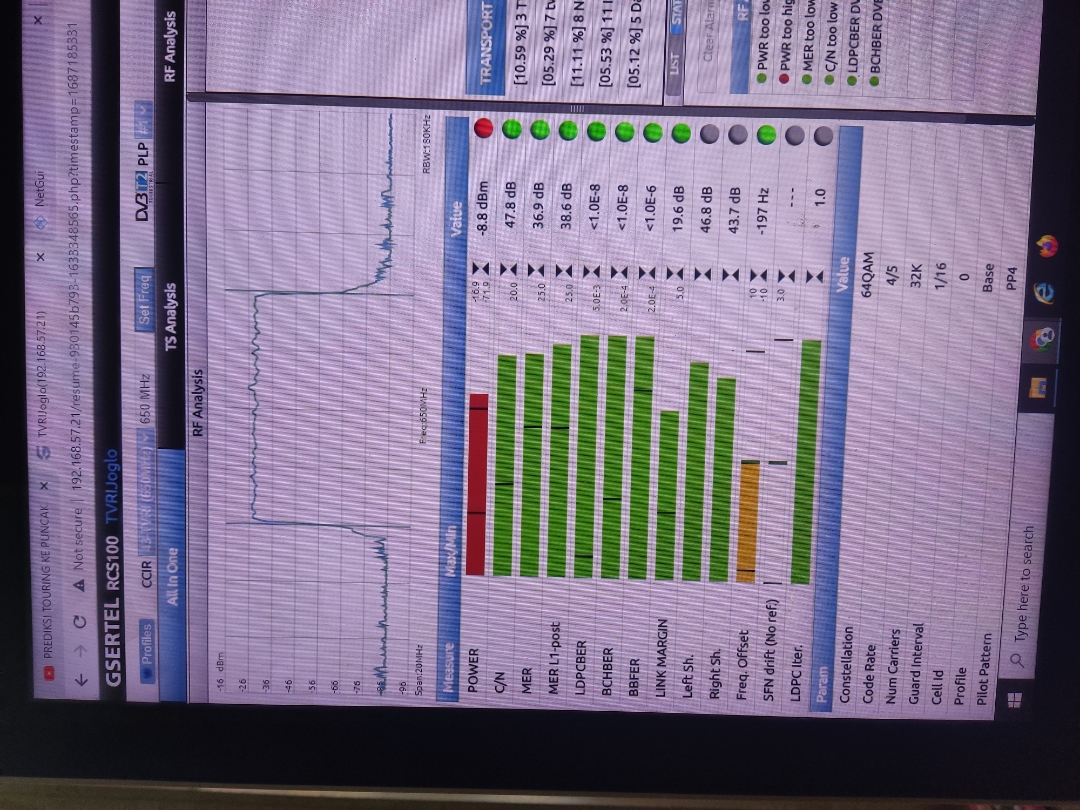 PREDIKSI TOURING KE PUNCAK × TVRIJoglo(192.168.57.21) × NetGui ×
Not secure | 192.168.57.21/resume-930145b793-1638348565.php?timestamp=1687185331
GSERTEL RCS100 TVRIJoglo
Profiles CCIR 650 MHz Set Freq DVB T2 PLP
All In One TS Analysis RF Analysis
RF Analysis
-16 dBm
-26
-36
-46
-56
-66
-76
-86
-96
Span:20MHz Freq:650MHz RBW:180KHz
Measure Max/Min Value
POWER -16.9 -71.9 -8.8 dBm
C/N 20.0 47.8 dB
MER 25.0 36.9 dB
MER L1-post 25.0 38.6 dB
LDPCBER 5.0E-3 <1.0E-8
BCHBER 2.0E-4 <1.0E-8
BBFER 2.0E-4 <1.0E-6
LINK MARGIN 5.0 19.6 dB
Left Sh. 46.8 dB
Right Sh. 43.7 dB
Freq. Offset 10 -10 -197 Hz
SFN drift (No ref.) 3.0 ---
LDPC Iter. 1.0
Param Value
Constellation 64QAM
Code Rate 4/5
Num Carriers 32K
Guard Interval 1/16
Cell Id 0
Profile Base
Pilot Pattern PP4
TRANSPORT
[10.59 %] 3 T
[05.29 %] 7
[11.11 %] 8 N
[05.53 %] 11
[05.12 %] 5 Da
LIST STAT
Clear Alarm
RF
PWR too lo
PWR too hig
MER too low
C/N too low
LDPCBER DV
BCHBER DVE
Type here to search